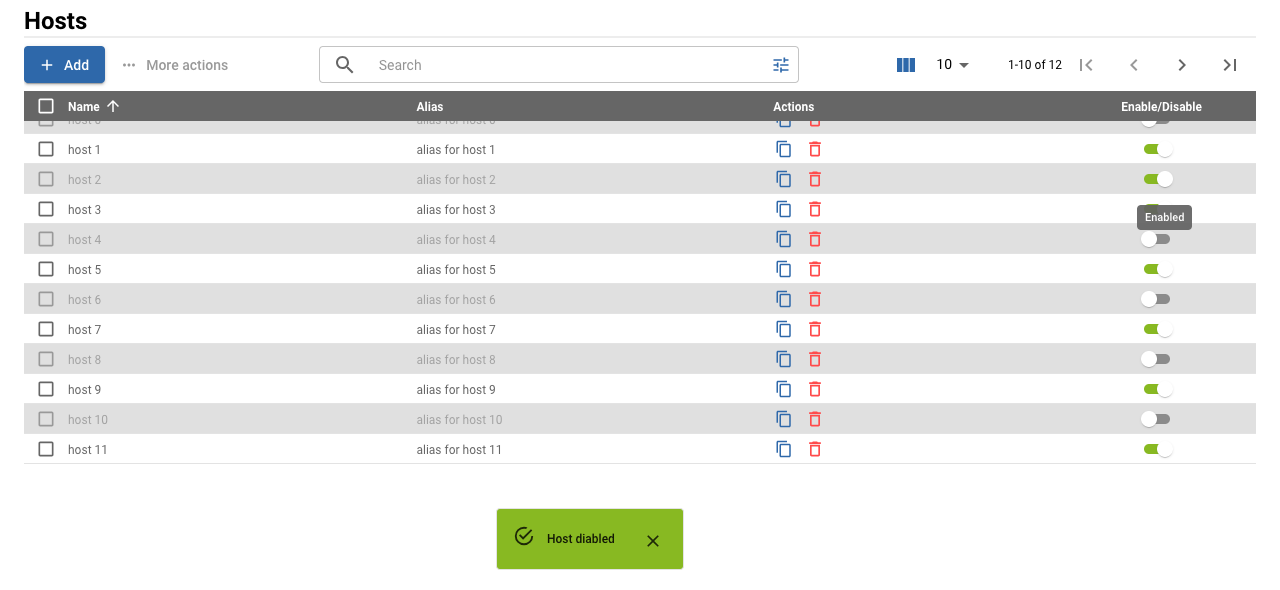 Hosts
Add
More actions
Search
10
1-10 of 12
Name
Alias
Actions
Enable/Disable
host 0 alias for host 0
host 1 alias for host 1
host 2 alias for host 2
host 3 alias for host 3
Enabled
host 4 alias for host 4
host 5 alias for host 5
host 6 alias for host 6
host 7 alias for host 7
host 8 alias for host 8
host 9 alias for host 9
host 10 alias for host 10
host 11 alias for host 11
Host diabled